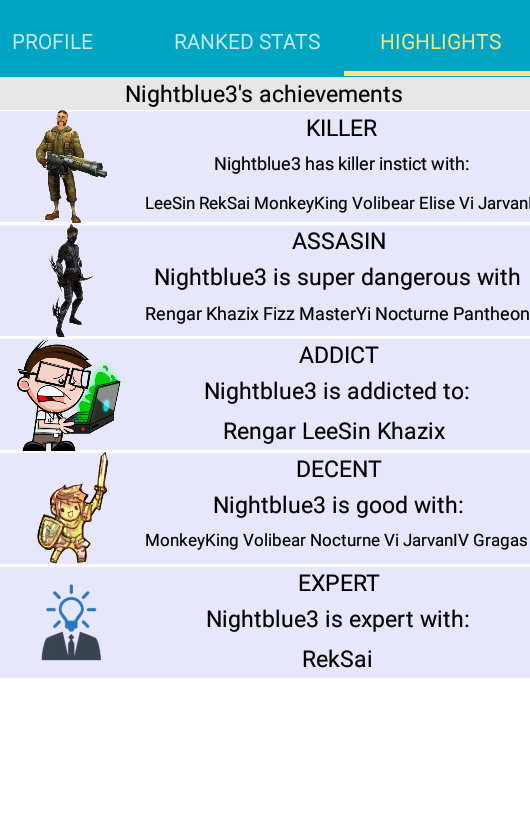 PROFILE RANKED STATS HIGHLIGHTS
Nightblue3's achievements
KILLER
Nightblue3 has killer instict with:
LeeSin RekSai MonkeyKing Volibear Elise Vi Jarvan
ASSASIN
Nightblue3 is super dangerous with
Rengar Khazix Fizz MasterYi Nocturne Pantheon
ADDICT
Nightblue3 is addicted to:
Rengar LeeSin Khazix
DECENT
Nightblue3 is good with:
MonkeyKing Volibear Nocturne Vi JarvanIV Gragas
EXPERT
Nightblue3 is expert with:
RekSai